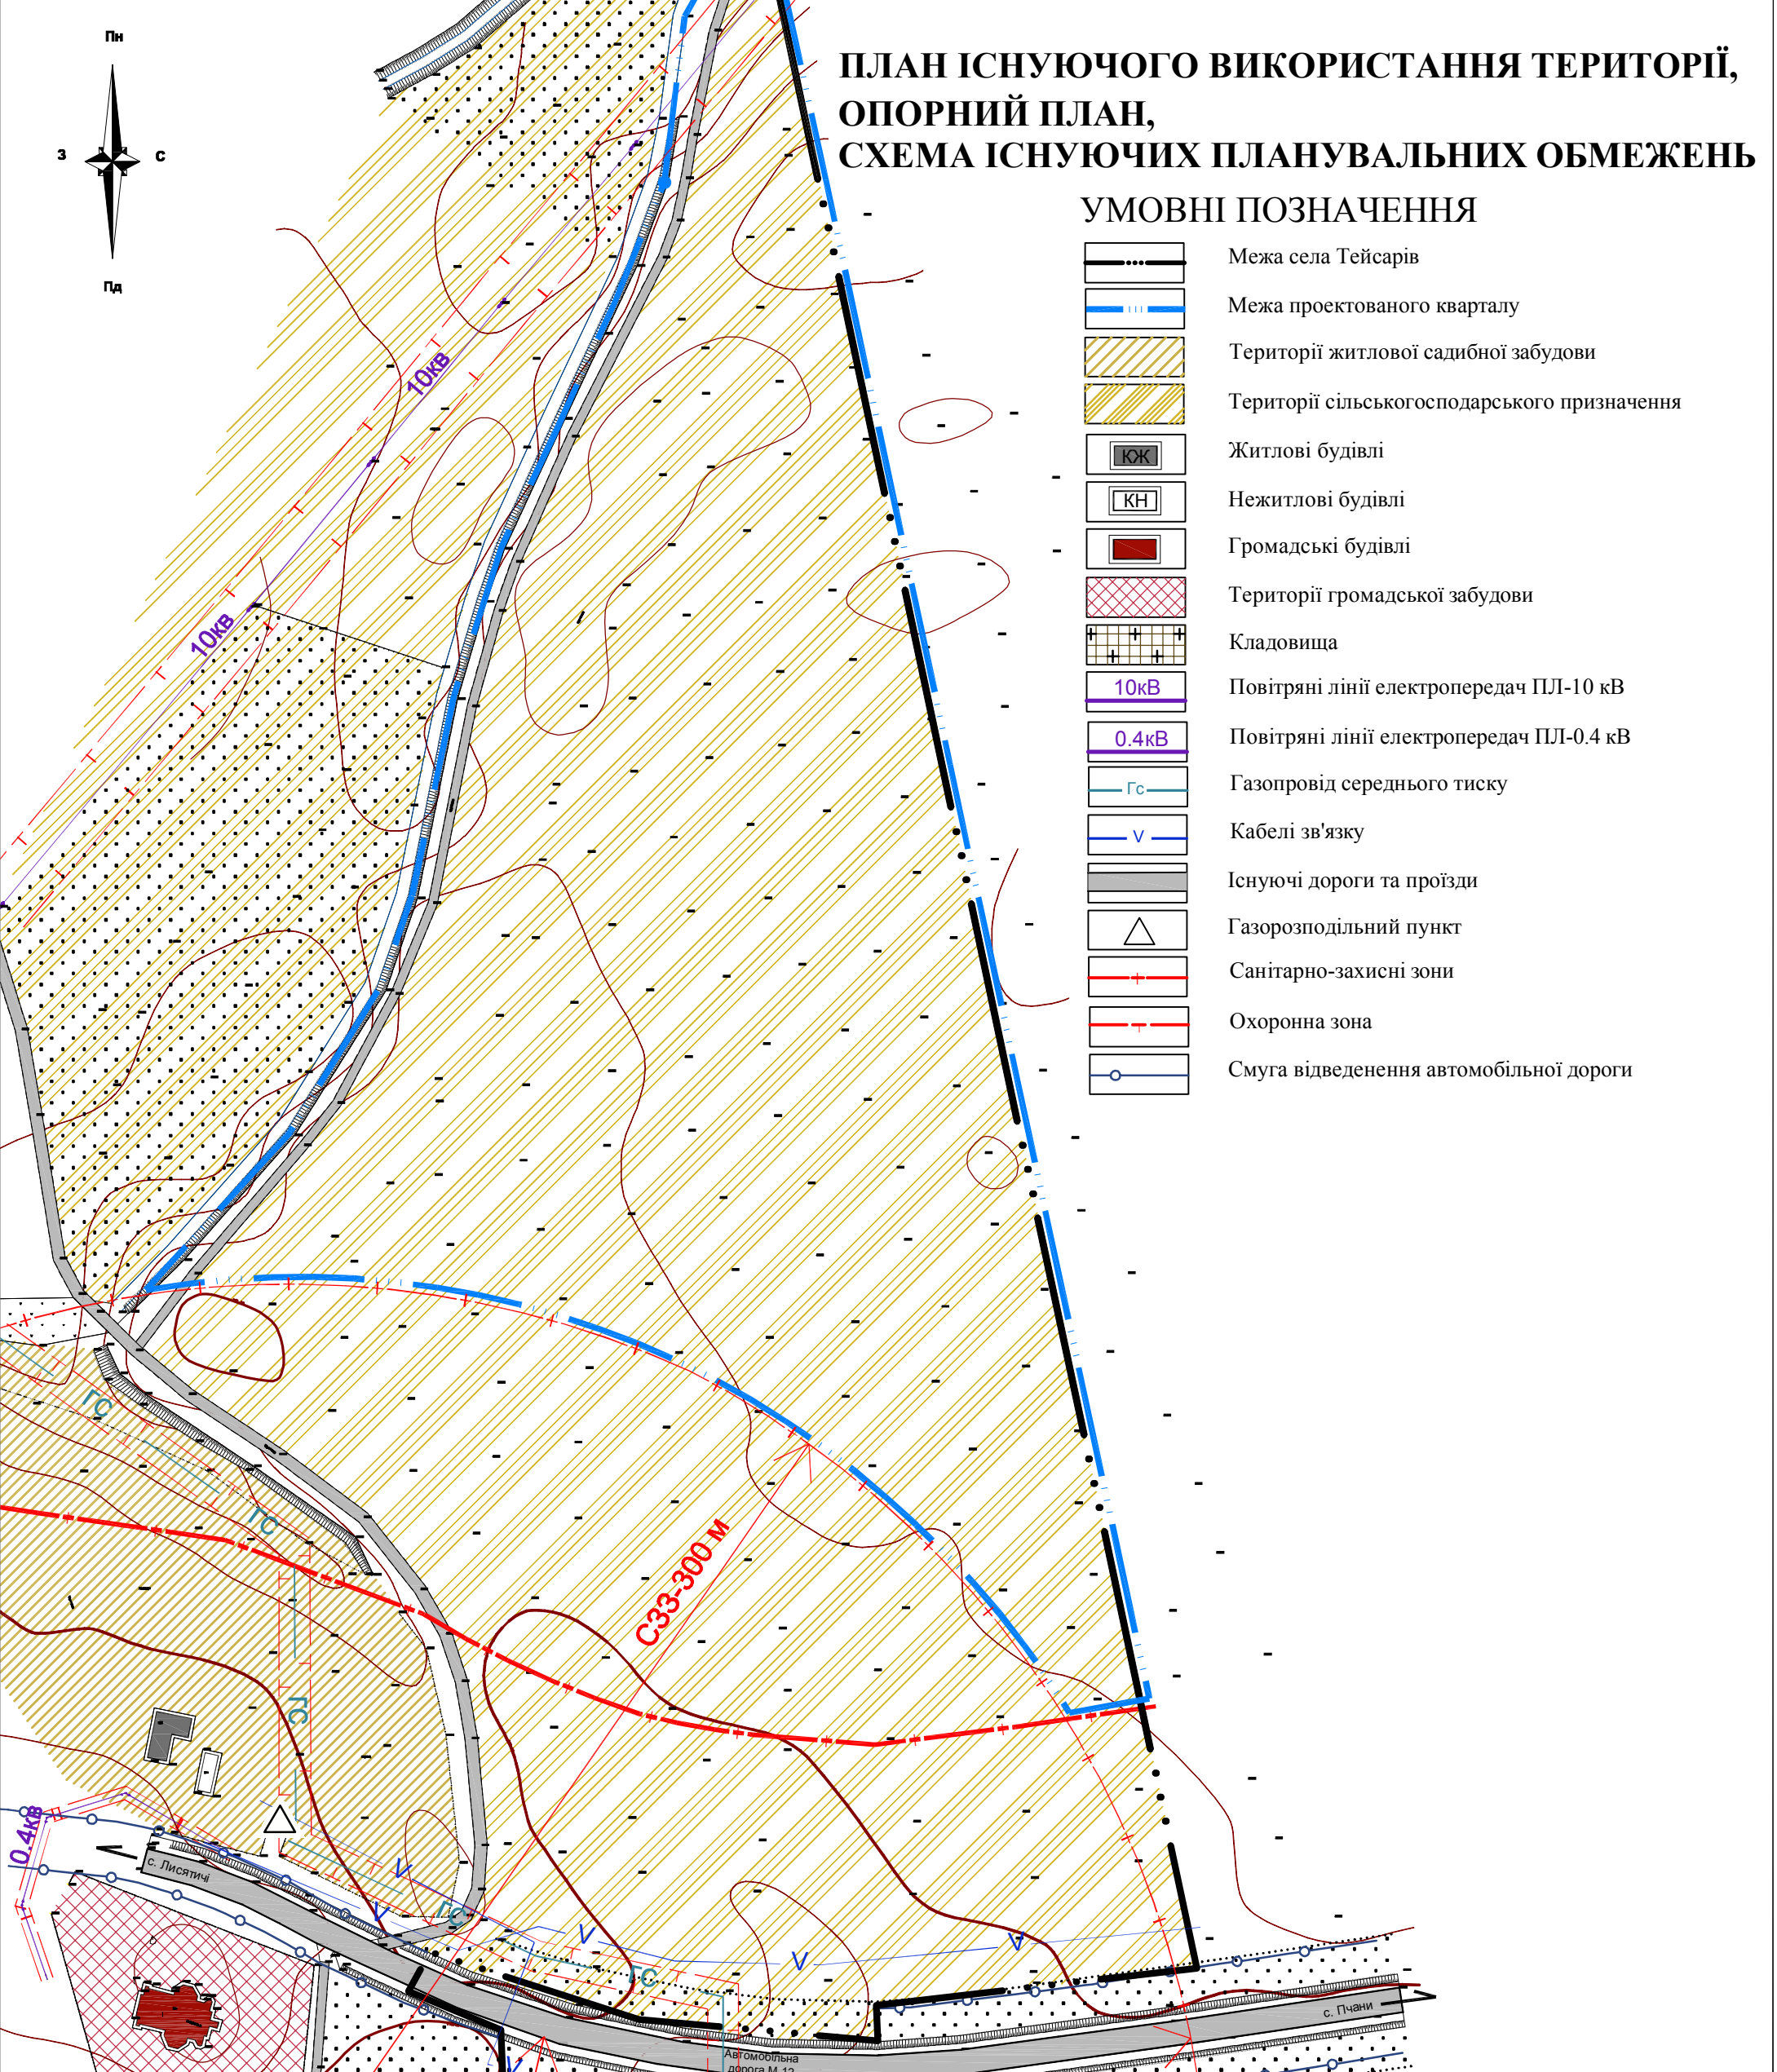 Пн
З
С
Пд
ПЛАН ІСНУЮЧОГО ВИКОРИСТАННЯ ТЕРИТОРІЇ,
ОПОРНИЙ ПЛАН,
СХЕМА ІСНУЮЧИХ ПЛАНУВАЛЬНИХ ОБМЕЖЕНЬ
УМОВНІ ПОЗНАЧЕННЯ
Межа села Тейсарів
Межа проектованого кварталу
Території житлової садибної забудови
Території сільськогосподарського призначення
КЖ Житлові будівлі
КН Нежитлові будівлі
Громадські будівлі
Території громадської забудови
Кладовища
10кВ Повітряні лінії електропередач ПЛ-10 кВ
0.4кВ Повітряні лінії електропередач ПЛ-0.4 кВ
Гс Газопровід середнього тиску
V Кабелі зв'язку
Існуючі дороги та проїзди
Газорозподільний пункт
Санітарно-захисні зони
Охоронна зона
Смуга відведенення автомобільної дороги
10кв
10кв
ГС
ГС
СЗЗ-300 м
ГС
0.4кв
с. Лисятичі
V
V
ГС
V
V
V
ГС
с. Пчани
Автомобільна
дорога М-12
V